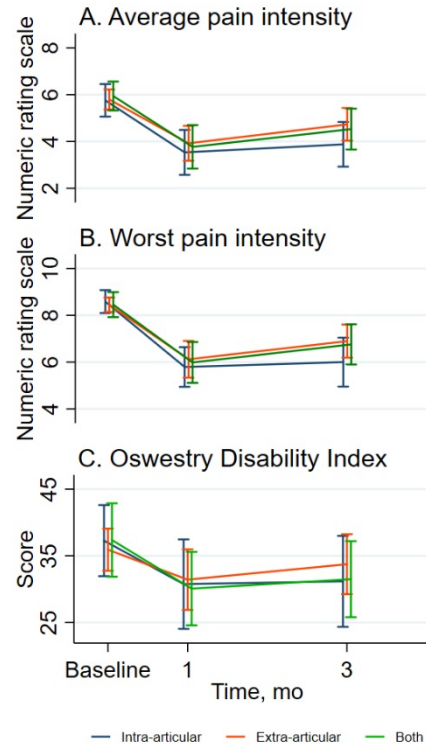 A. Average pain intensity
Numeric rating scale
8
6
4
2
B. Worst pain intensity
Numeric rating scale
10
8
6
4
C. Oswestry Disability Index
Score
45
35
25
Baseline 1 3
Time, mo
Intra-articular Extra-articular Both